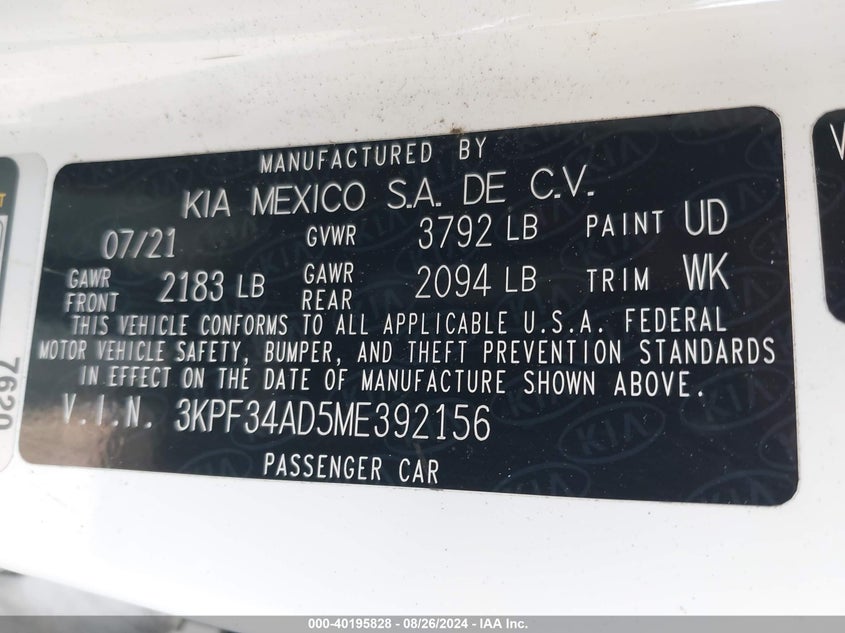 MANUFACTURED BY
KIA MEXICO S.A. DE C.V.
07/21 GVWR 3792 LB PAINT UD
GAWR FRONT 2183 LB GAWR REAR 2094 LB TRIM WK
THIS VEHICLE CONFORMS TO ALL APPLICABLE U.S.A. FEDERAL
MOTOR VEHICLE SAFETY, BUMPER, AND THEFT PREVENTION STANDARDS
IN EFFECT ON THE DATE OF MANUFACTURE SHOWN ABOVE.
V.I.N. 3KPF34AD5ME392156
PASSENGER CAR
7620
000-40195828 - 08/26/2024 - IAA Inc.